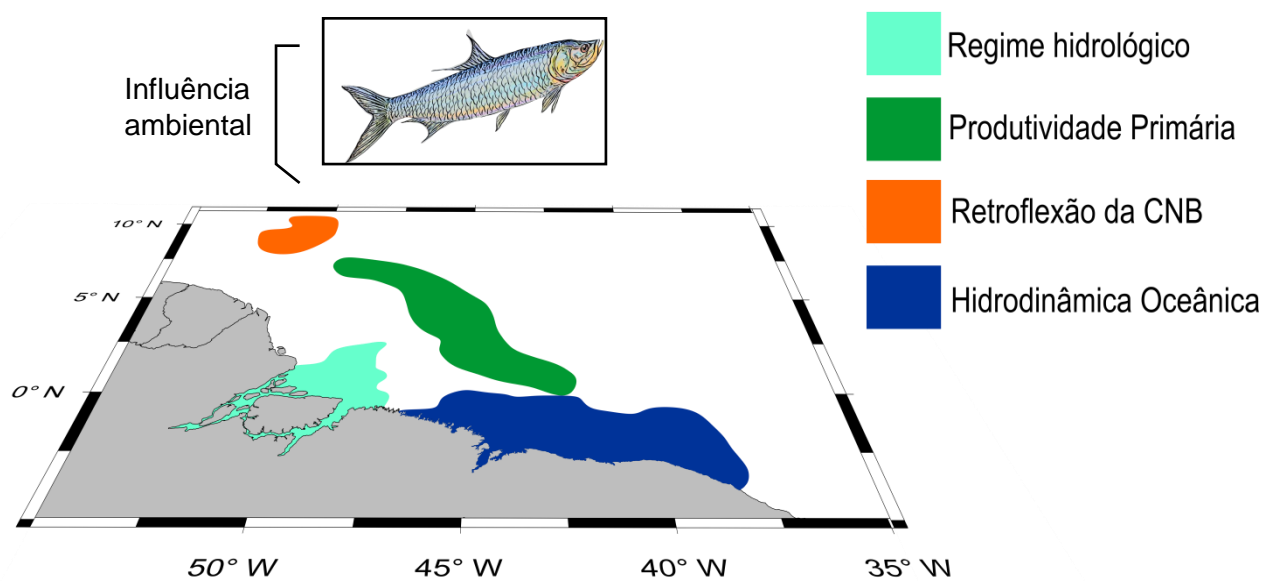 Influência
ambiental
Regime hidrológico
Produtividade Primária
Retroflexão da CNB
Hidrodinâmica Oceânica
10° N
5° N
0° N
50° W
45° W
40° W
35° W